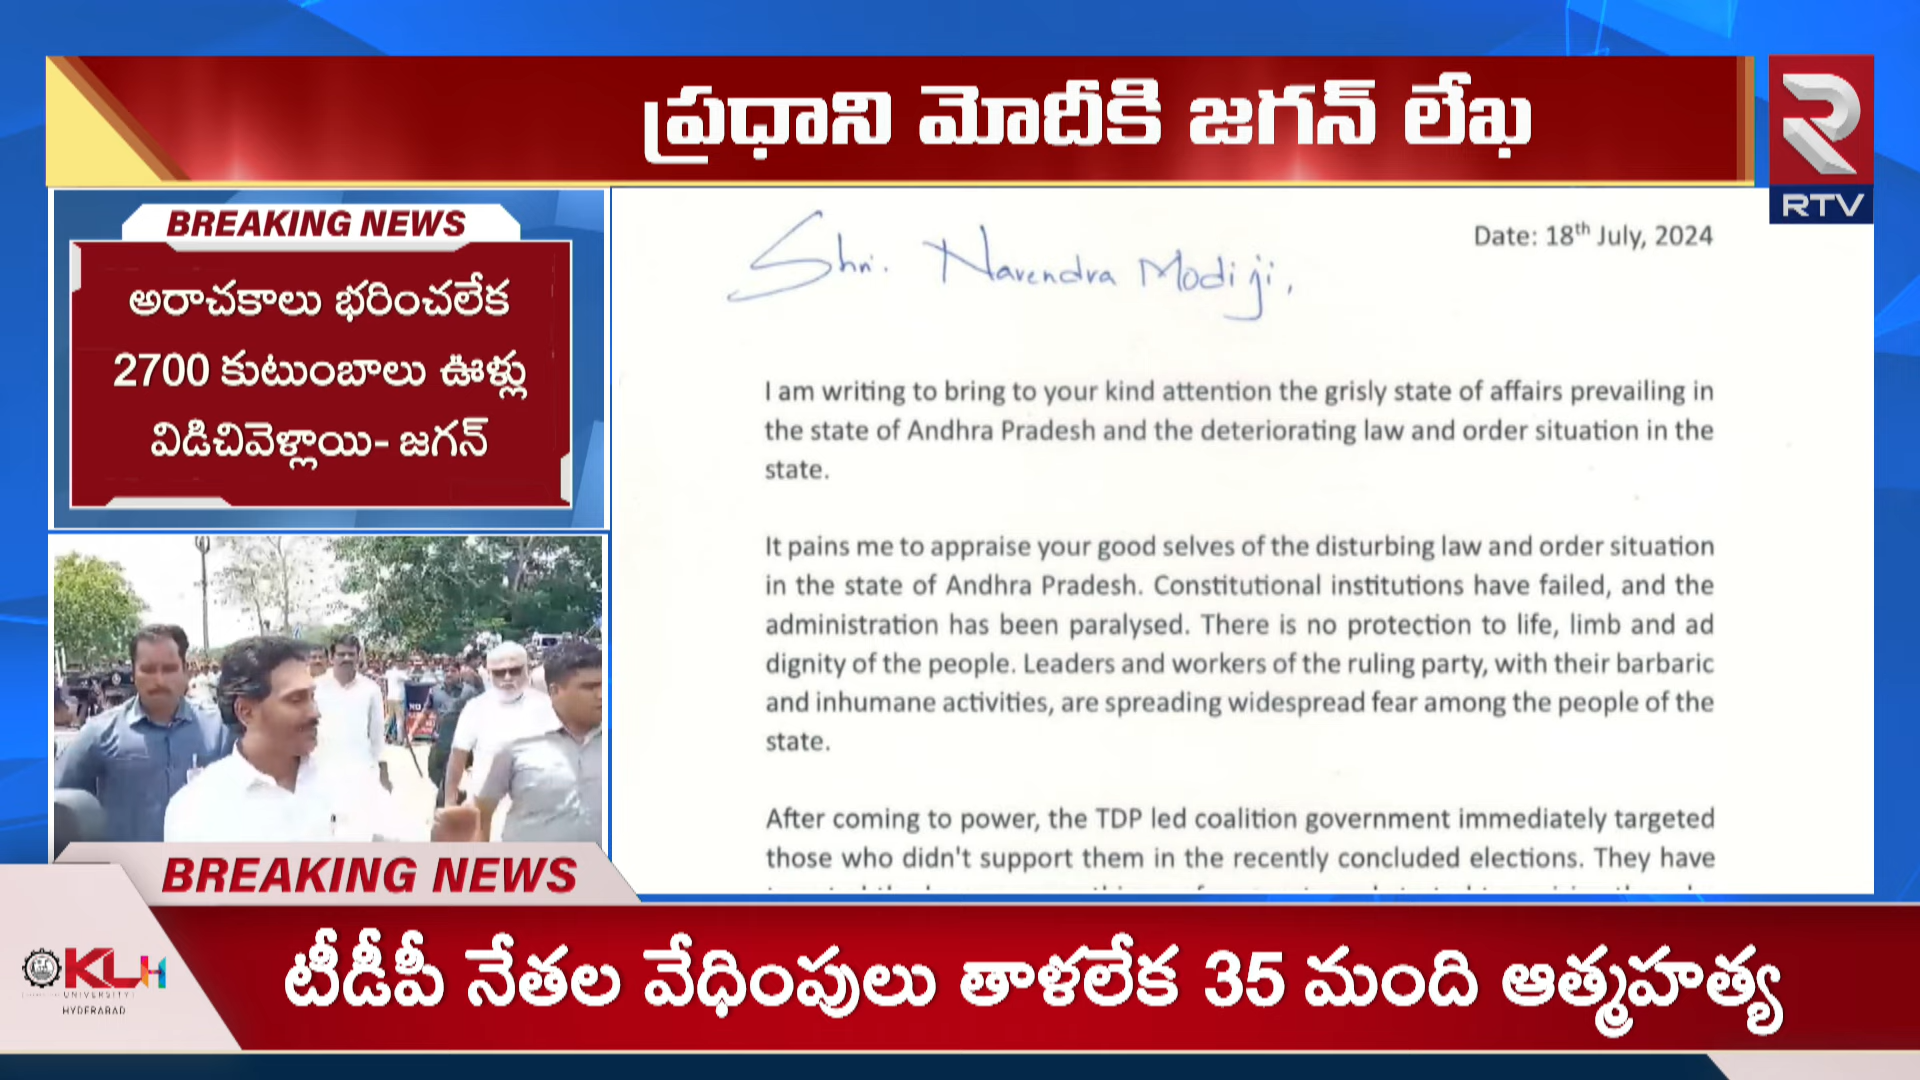 ప్రధాని మోదీకి జగన్ లేఖ
RTV
BREAKING NEWS
అరాచకాలు భరించలేక
2700 కుటుంబాలు ఊళ్లు
విడిచివెళ్లాయి- జగన్
Date: 18th July, 2024
Shri. Narendra Modi ji,
I am writing to bring to your kind attention the grisly state of affairs prevailing in
the state of Andhra Pradesh and the deteriorating law and order situation in the
state.
It pains me to appraise your good selves of the disturbing law and order situation
in the state of Andhra Pradesh. Constitutional institutions have failed, and the
administration has been paralysed. There is no protection to life, limb and ad
dignity of the people. Leaders and workers of the ruling party, with their barbaric
and inhumane activities, are spreading widespread fear among the people of the
state.
After coming to power, the TDP led coalition government immediately targeted
those who didn't support them in the recently concluded elections. They have
BREAKING NEWS
టీడీపీ నేతల వేధింపులు తాళలేక 35 మంది ఆత్మహత్య
KLH
UNIVERSITY
HYDERABAD